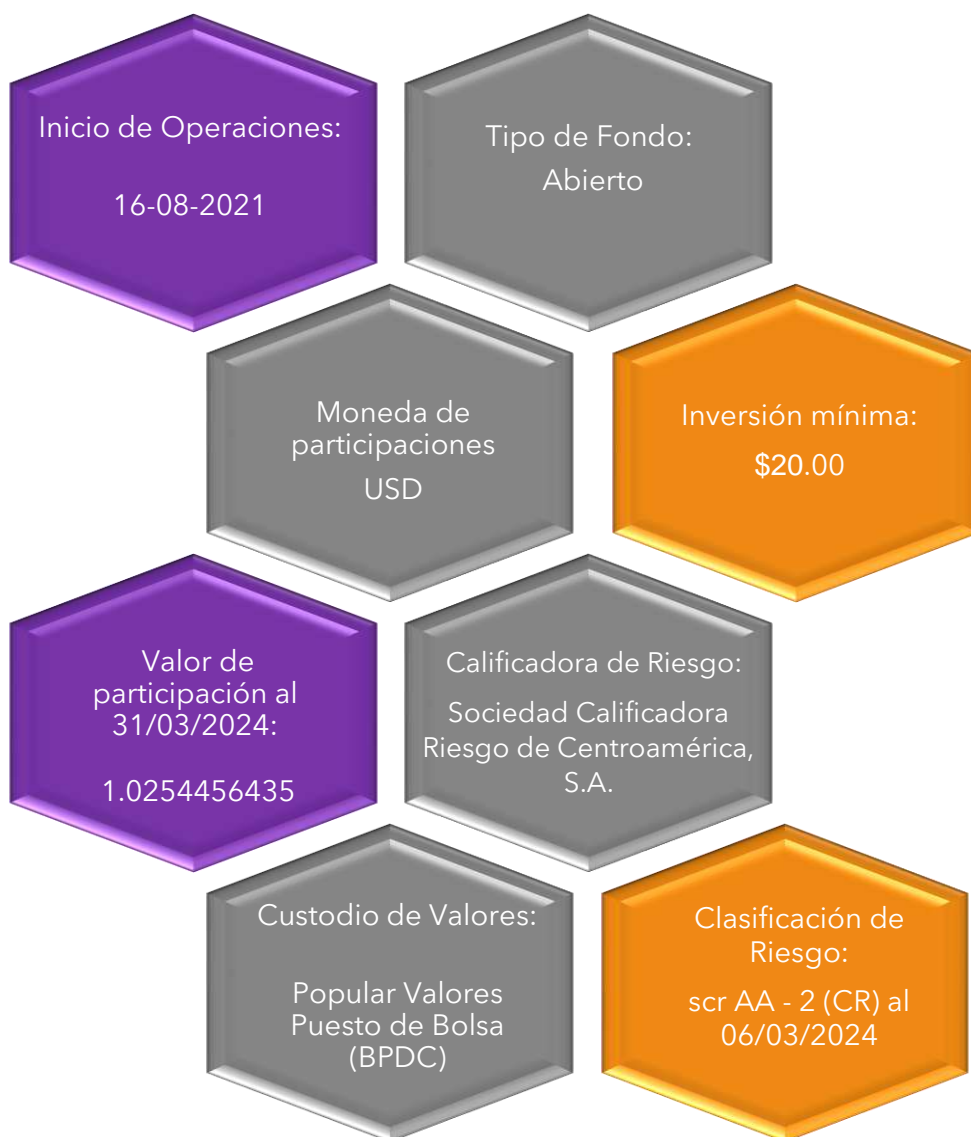 Inicio de Operaciones:
16-08-2021
Tipo de Fondo:
Abierto
Moneda de
participaciones
USD
Inversión mínima:
$20.00
Valor de
participación al
31/03/2024:
1.0254456435
Calificadora de Riesgo:
Sociedad Calificadora
Riesgo de Centroamérica,
S.A.
Custodio de Valores:
Popular Valores
Puesto de Bolsa
(BPDC)
Clasificación de
Riesgo:
scr AA - 2 (CR) al
06/03/2024